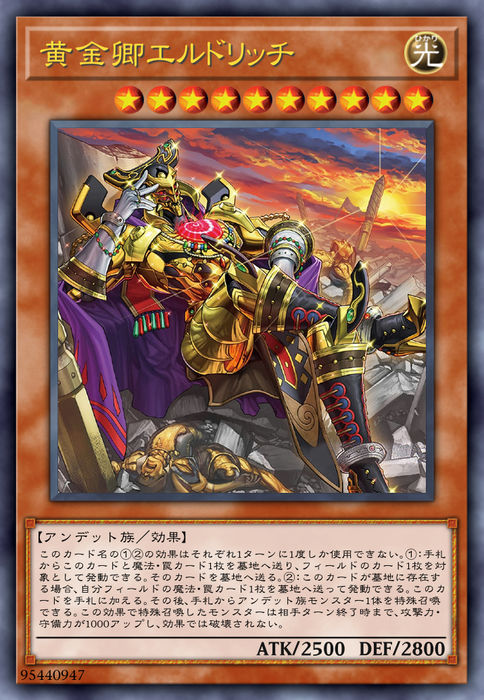 黄金卿エルドリッチ
ひかり
光
【アンデット族／効果】
このカード名の①②の効果はそれぞれ1ターンに1度しか使用できない。①：手札
からこのカードと魔法・罠カード1枚を墓地へ送り、フィールドのカード1枚を対
象として発動できる。そのカードを墓地へ送る。②：このカードが墓地に存在す
る場合、自分フィールドの魔法・罠カード1枚を墓地へ送って発動できる。このカー
ドを手札に加える。その後、手札からアンデット族モンスター1体を特殊召喚
できる。この効果で特殊召喚したモンスターは相手ターン終了時まで、攻撃力・
守備力が1000アップし、効果では破壊されない。
ATK/2500 DEF/2800
95440947